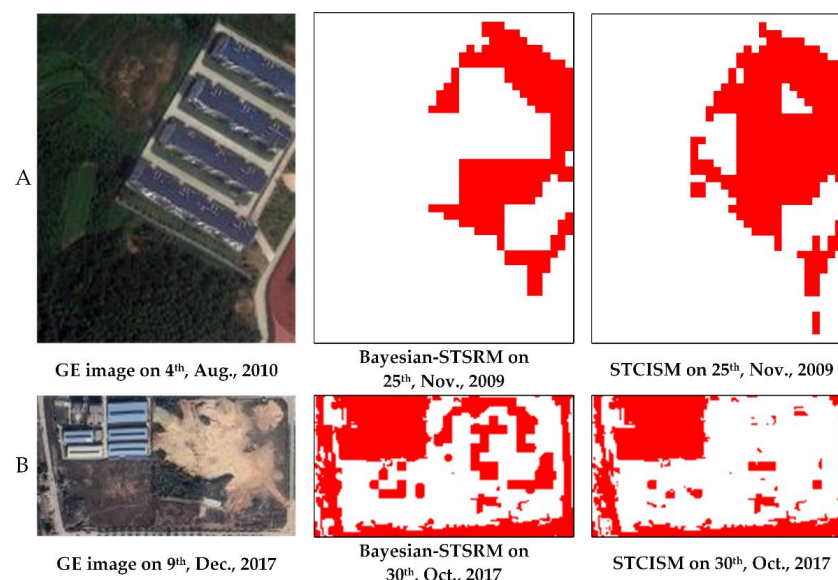 A
GE image on 4th, Aug., 2010
Bayesian-STSRM on
25th, Nov., 2009
STCISM on 25th, Nov., 2009
B
GE image on 9th, Dec., 2017
Bayesian-STSRM on
30th, Oct., 2017
STCISM on 30th, Oct., 2017